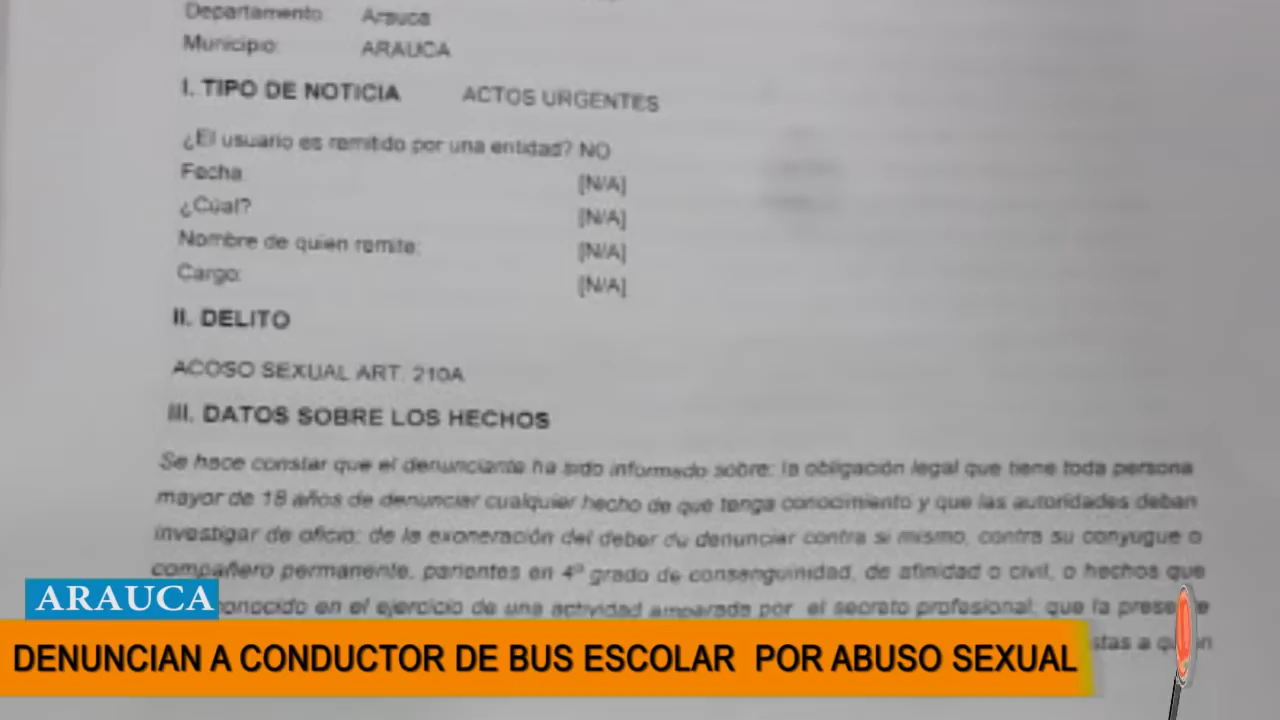 Departamento: Arauca
Municipio: ARAUCA
I. TIPO DE NOTICIA ACTOS URGENTES
¿El usuario es remitido por una entidad? NO
Fecha: [N/A]
¿Cúal? [N/A]
Nombre de quien remite: [N/A]
Cargo: [N/A]
II. DELITO
ACOSO SEXUAL ART. 210A
III. DATOS SOBRE LOS HECHOS
Se hace constar que el denunciante ha sido informado sobre: la obligación legal que tiene toda persona
mayor de 18 años de denunciar cualquier hecho de que tenga conocimiento y que las autoridades deban
investigar de oficio; de la exoneración del deber de denunciar contra si mismo, contra su conyugue o
compañero permanente, parientes en 4º grado de consanguinidad, de afinidad o civil, o hechos que
en el ejercicio de una actividad amparada por el secreto profesional; que la
ARAUCA
DENUNCIAN A CONDUCTOR DE BUS ESCOLAR POR ABUSO SEXUAL